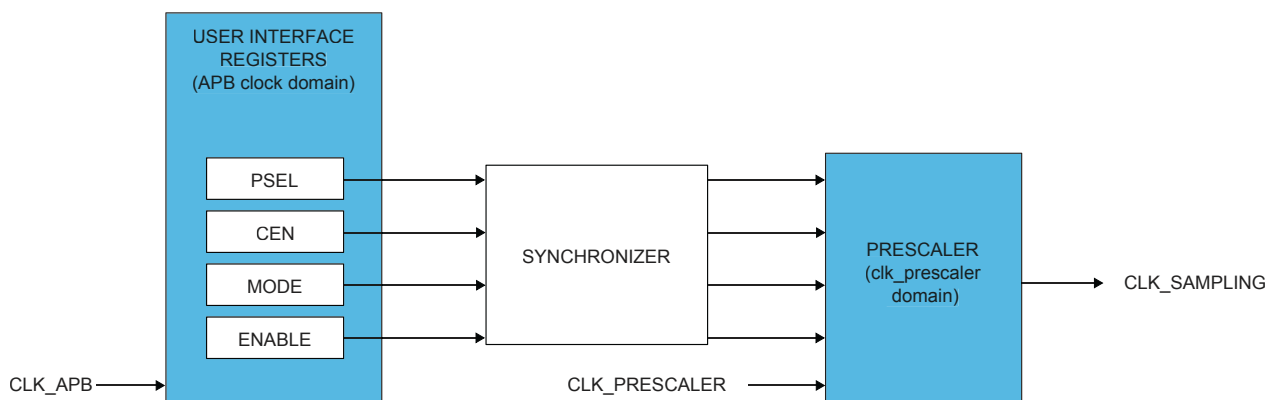 USER INTERFACE
REGISTERS
(APB clock domain)
PSEL
CEN
MODE
ENABLE
CLK_APB
SYNCHRONIZER
PRESCALER
(clk_prescaler
domain)
CLK_PRESCALER
CLK_SAMPLING